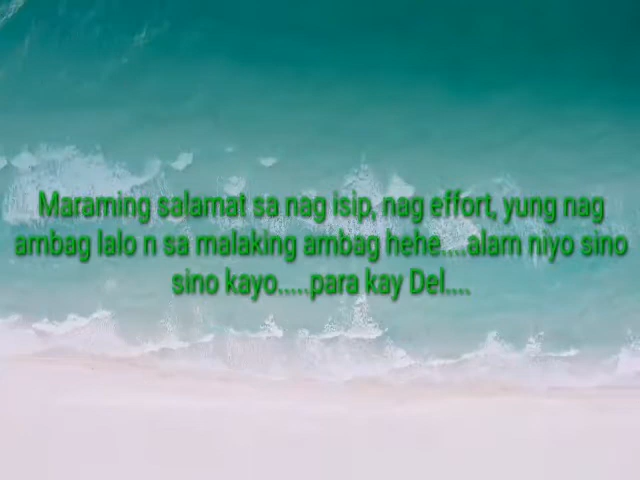 Maraming salamat sa nag isip, nag effort, yung nag
ambag lalo n sa malaking ambag hehe....alam niyo sino
sino kayo.....para kay Del....